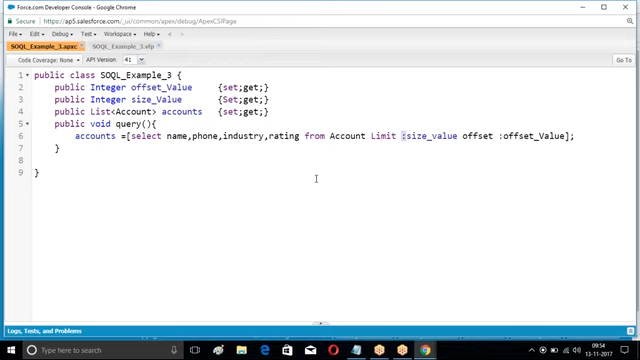 Force.com Developer Console - Google Chrome
Secure https://ap5.salesforce.com/_ui/common/apex/debug/ApexCSIPage
File Edit Debug Test Workspace Help < >
SOQL_Example_3.apxc SOQL_Example_3.vfp
Code Coverage: None API Version: 41 Go To
1 public class SOQL_Example_3 {
2 public Integer offset_Value {set;get;}
3 public Integer size_Value {set;get;}
4 public List<Account> accounts {set;get;}
5 public void query(){
6 accounts =[select name,phone,industry,rating from Account Limit :size_value offset :offset_Value];
7 }
8
9 }
Logs, Tests, and Problems
Type here to search
09:54
13-11-2017